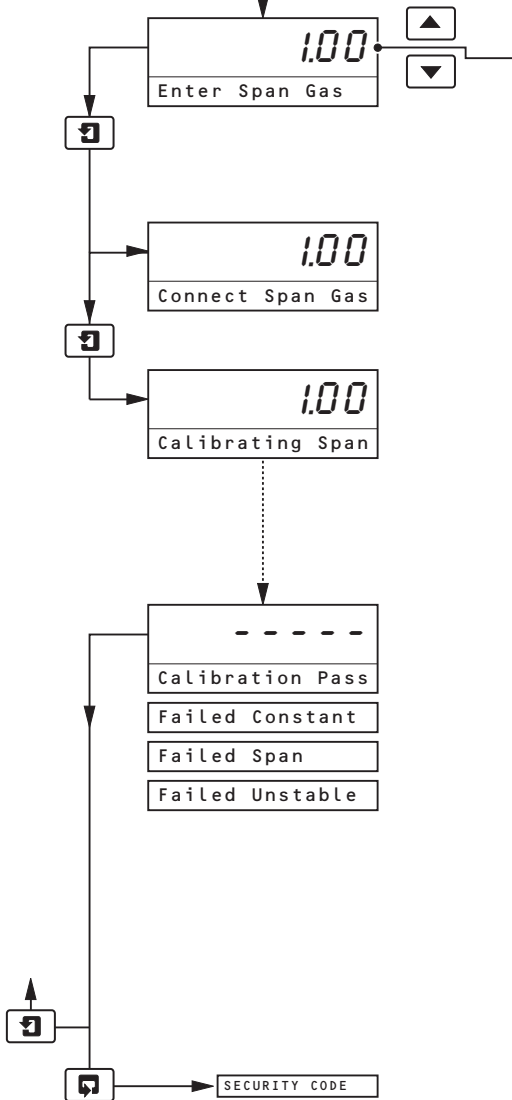 1.00
Enter Span Gas
1.00
Connect Span Gas
1.00
Calibrating Span
- - - - -
Calibration Pass
Failed Constant
Failed Span
Failed Unstable
SECURITY CODE